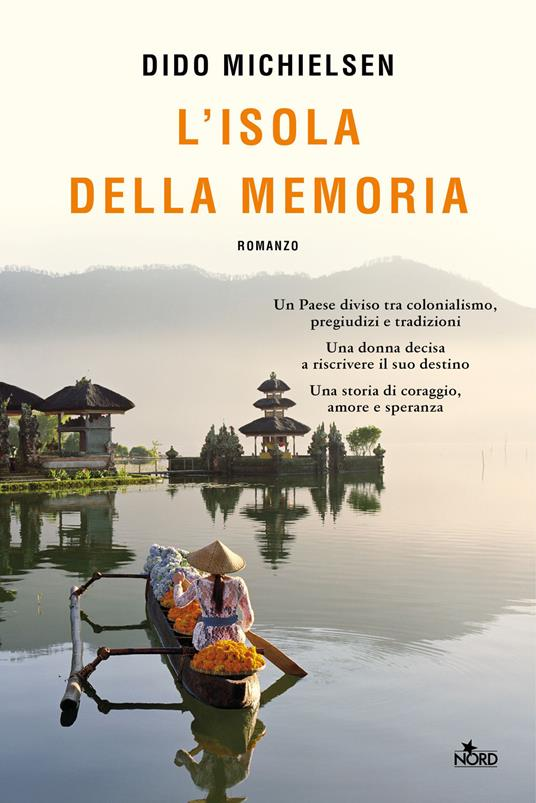 DIDO MICHIELSEN
L'ISOLA
DELLA MEMORIA
ROMANZO
Un Paese diviso tra colonialismo,
pregiudizi e tradizioni
Una donna decisa
a riscrivere il suo destino
Una storia di coraggio,
amore e speranza
NORD